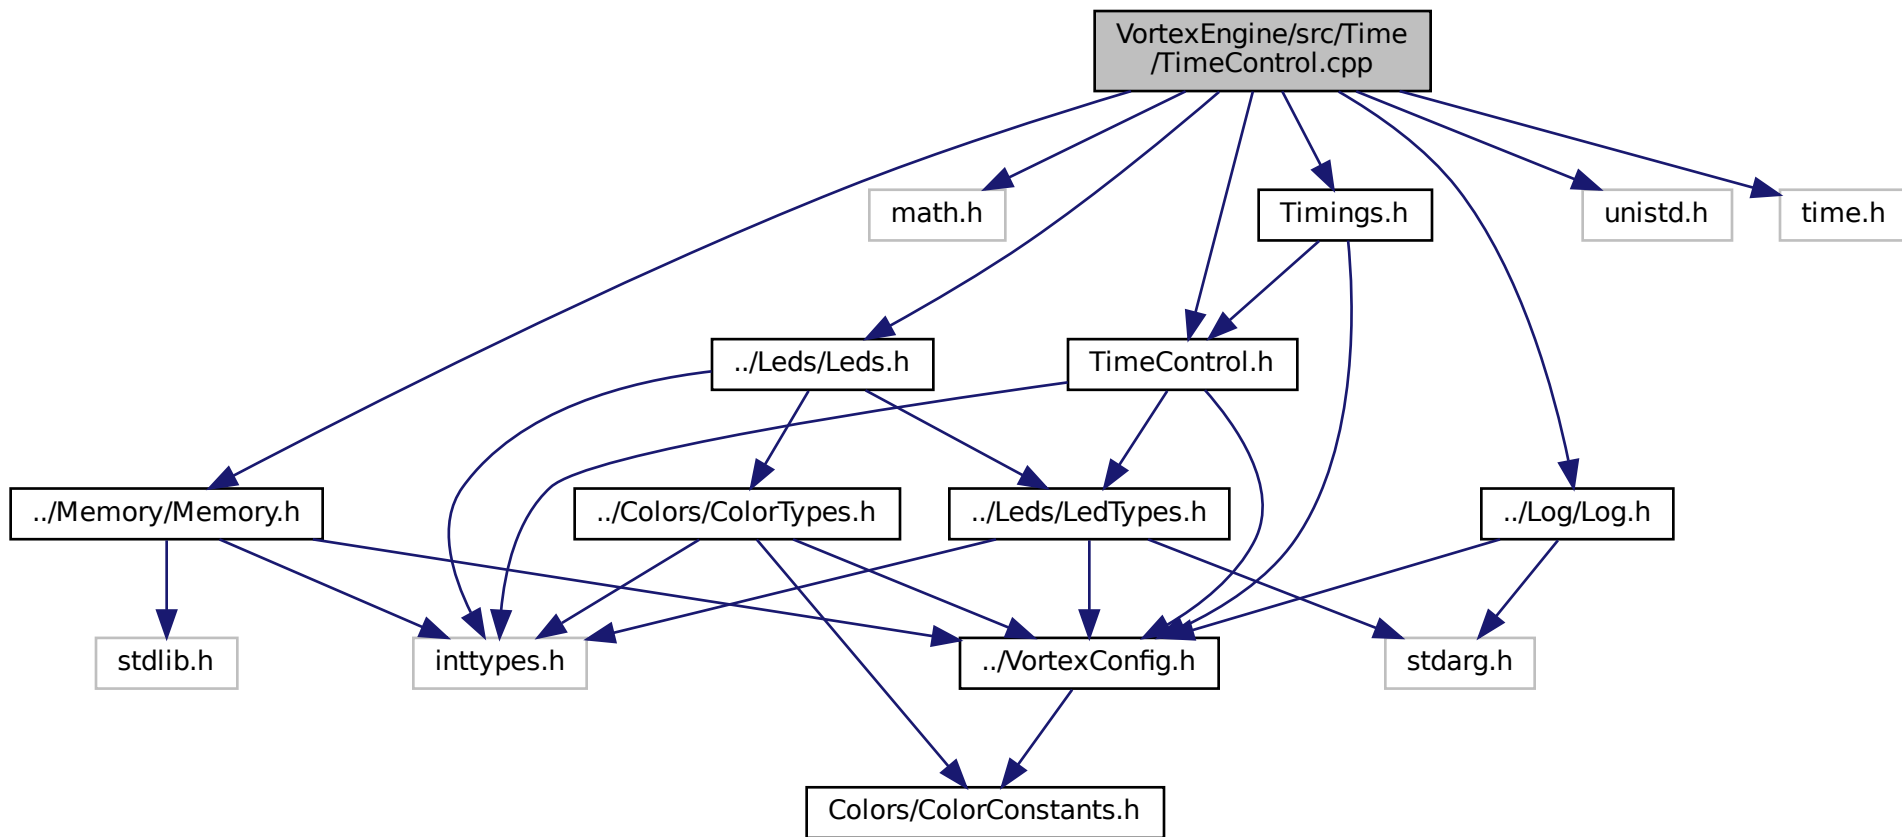 VortexEngine/src/Time
/TimeControl.cpp
math.h
Timings.h
unistd.h
time.h
../Leds/Leds.h
TimeControl.h
../Memory/Memory.h
../Colors/ColorTypes.h
../Leds/LedTypes.h
../Log/Log.h
stdlib.h
inttypes.h
../VortexConfig.h
stdarg.h
Colors/ColorConstants.h